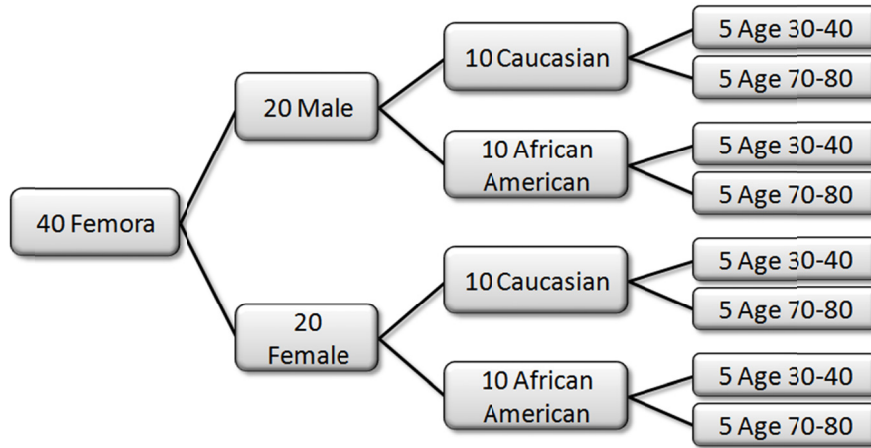 40 Femora
20 Male
10 Caucasian
5 Age 30-40
5 Age 70-80
10 African
American
5 Age 30-40
5 Age 70-80
20
Female
10 Caucasian
5 Age 30-40
5 Age 70-80
10 African
American
5 Age 30-40
5 Age 70-80